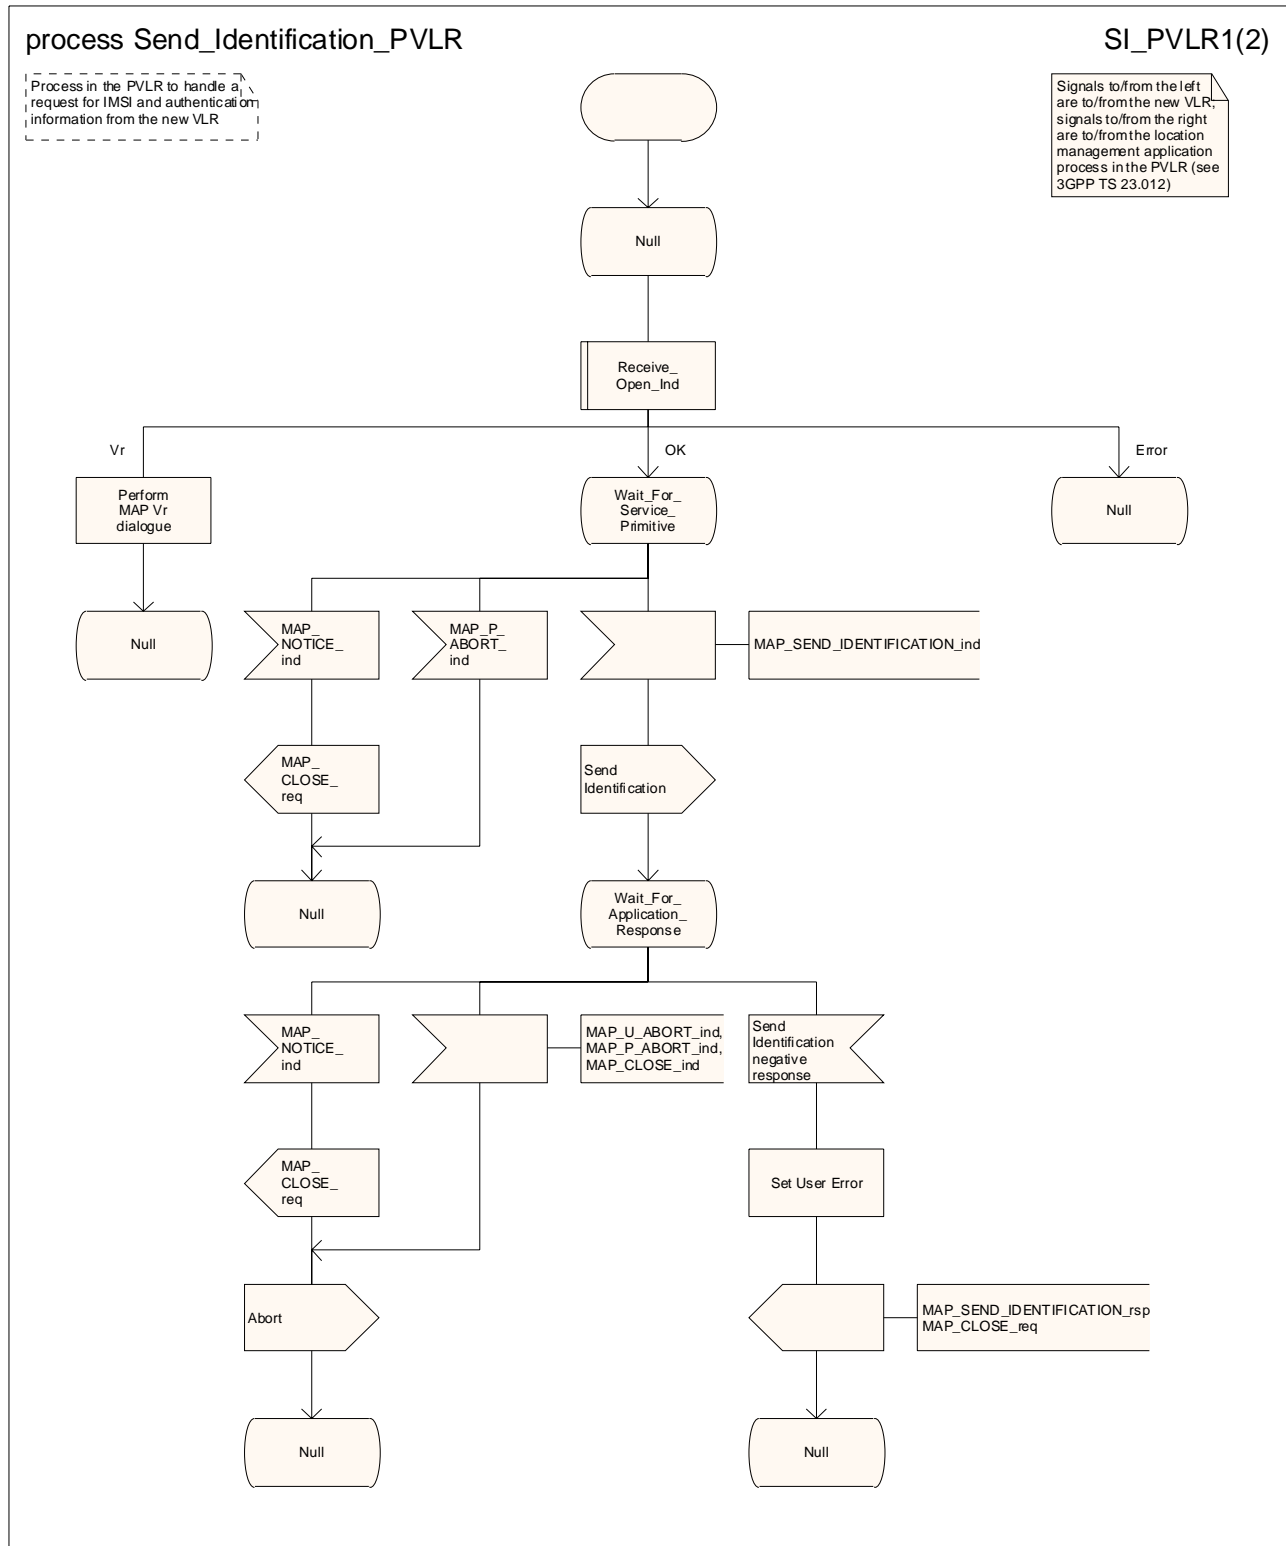 process Send_Identification_PVLR
SI_PVLR1(2)
Process in the PVLR to handle a
request for IMSI and authentication
information from the new VLR
Signals to/from the left
are to/from the new VLR;
signals to/from the right
are to/from the location
management application
process in the PVLR (see
3GPP TS 23.012)
Null
Receive_
Open_Ind
Vr
OK
Error
Perform
MAP Vr
dialogue
Wait_For_
Service_
Primitive
Null
Null
MAP_
NOTICE_
ind
MAP_P_
ABORT_
ind
MAP_SEND_IDENTIFICATION_ind
MAP_
CLOSE_
req
Send
Identification
Null
Wait_For_
Application_
Response
MAP_
NOTICE_
ind
MAP_U_ABORT_ind,
MAP_P_ABORT_ind,
MAP_CLOSE_ind
Send
Identification
negative
response
MAP_
CLOSE_
req
Set User Error
Abort
MAP_SEND_IDENTIFICATION_rsp
MAP_CLOSE_req
Null
Null